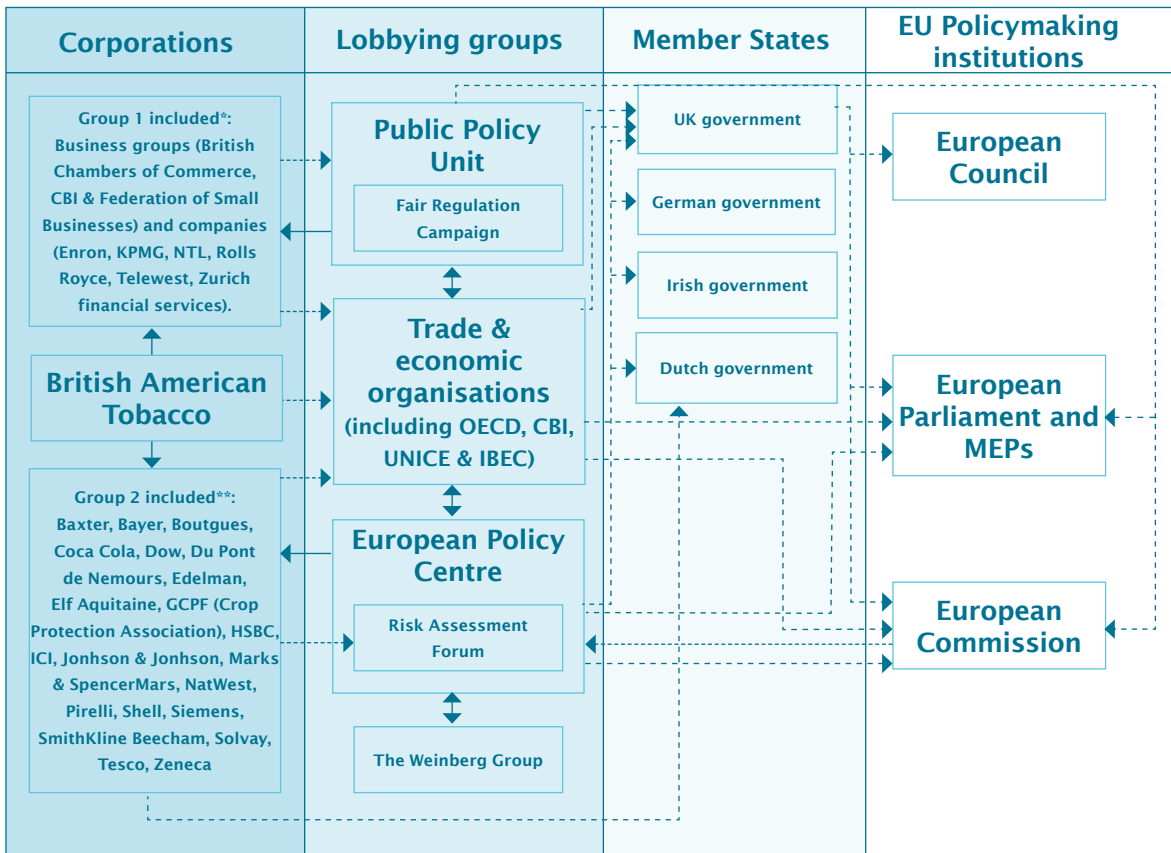 Corporations
Lobbying groups
Member States
EU Policymaking
institutions
Group 1 included*:
Business groups (British
Chambers of Commerce,
CBI & Federation of Small
Businesses) and companies
(Enron, KPMG, NTL, Rolls
Royce, Telewest, Zurich
financial services).
British American
Tobacco
Group 2 included**:
Baxter, Bayer, Boutgues,
Coca Cola, Dow, Du Pont
de Nemours, Edelman,
Elf Aquitaine, GCPF (Crop
Protection Association), HSBC,
ICI, Jonhson & Jonhson, Marks
& SpencerMars, NatWest,
Pirelli, Shell, Siemens,
SmithKline Beecham, Solvay,
Tesco, Zeneca
Public Policy
Unit
Fair Regulation
Campaign
Trade &
economic
organisations
(including OECD, CBI,
UNICE & IBEC)
European Policy
Centre
Risk Assessment
Forum
The Weinberg Group
UK government
German government
Irish government
Dutch government
European
Council
European
Parliament and
MEPs
European
Commission